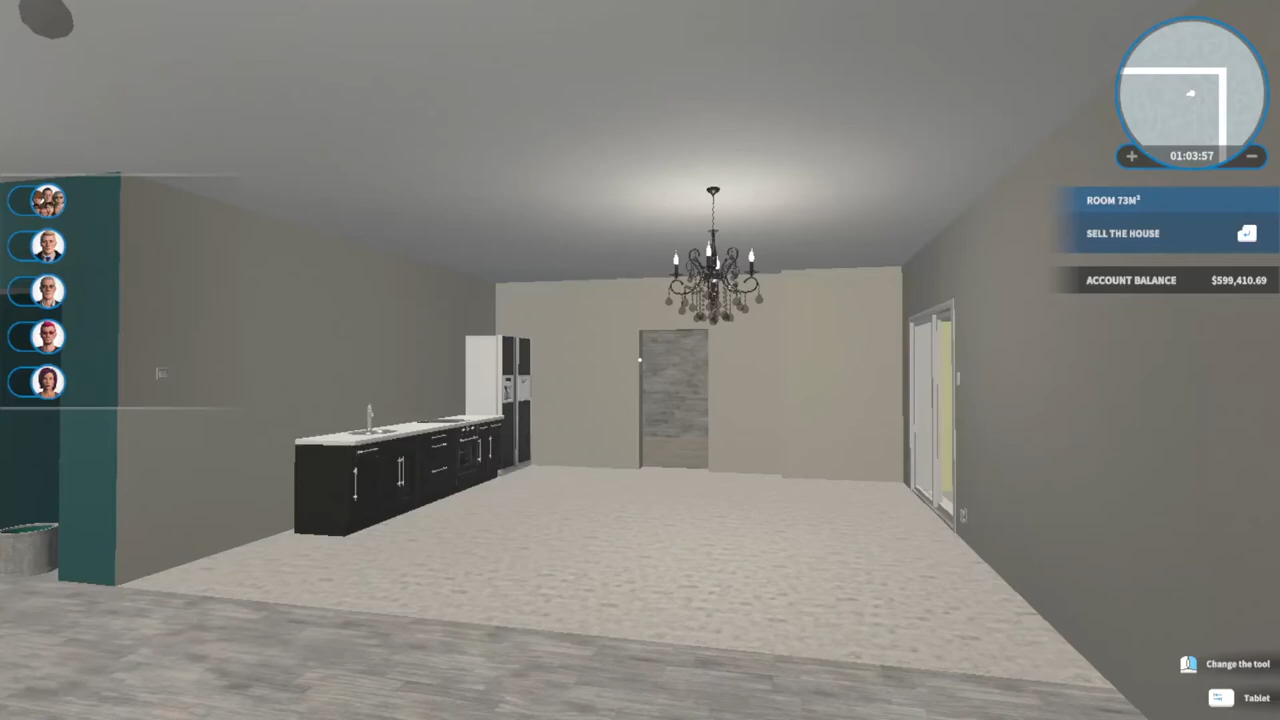 01:03:57
ROOM 73M²
SELL THE HOUSE
ACCOUNT BALANCE $599,410.69
Change the tool
Tablet